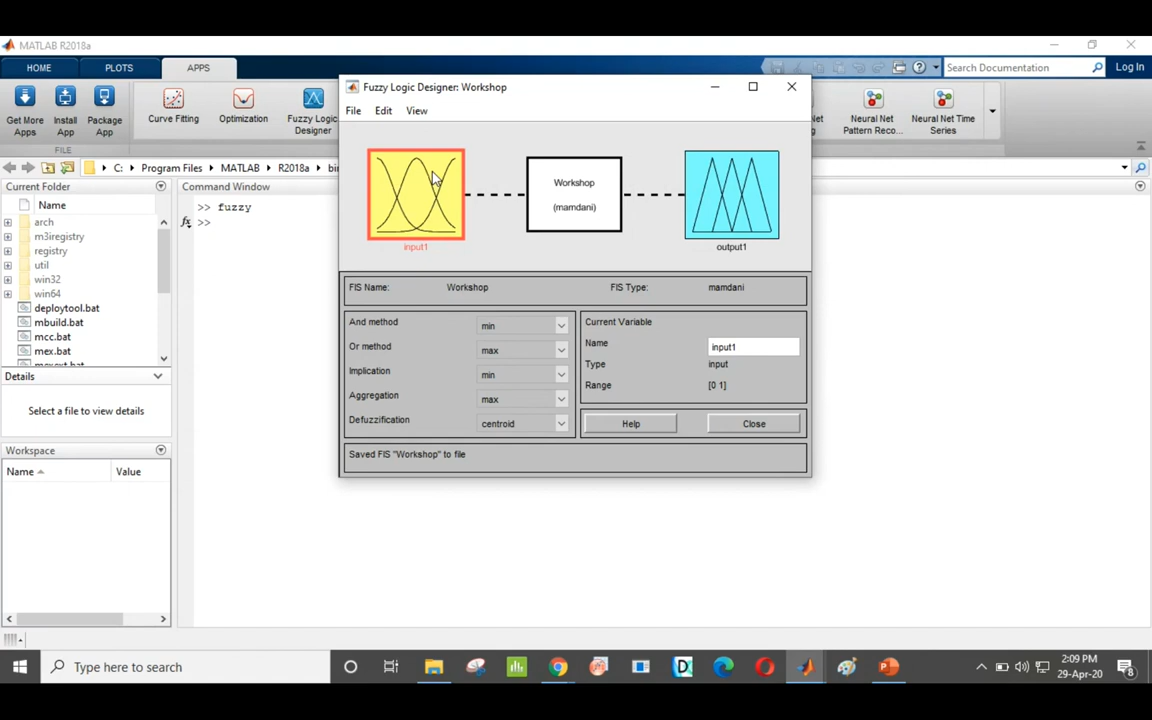 MATLAB R2018a
HOME
PLOTS
APPS
Search Documentation
Log In
Get More Apps
Install App
Package App
Curve Fitting
Optimization
Fuzzy Logic Designer
Net
Neural Net Pattern Reco...
Neural Net Time Series
FILE
C:
Program Files
MATLAB
R2018a
Current Folder
Name
arch
m3iregistry
registry
util
win32
win64
deploytool.bat
mbuild.bat
mcc.bat
mex.bat
Details
Select a file to view details
Workspace
Name
Value
Command Window
>> fuzzy
fx >>
Fuzzy Logic Designer: Workshop
File
Edit
View
input1
Workshop
(mamdani)
output1
FIS Name:
Workshop
FIS Type:
mamdani
And method
min
Or method
max
Implication
min
Aggregation
max
Defuzzification
centroid
Current Variable
Name
input1
Type
input
Range
[0 1]
Help
Close
Saved FIS "Workshop" to file
Type here to search
2:09 PM
29-Apr-20
8